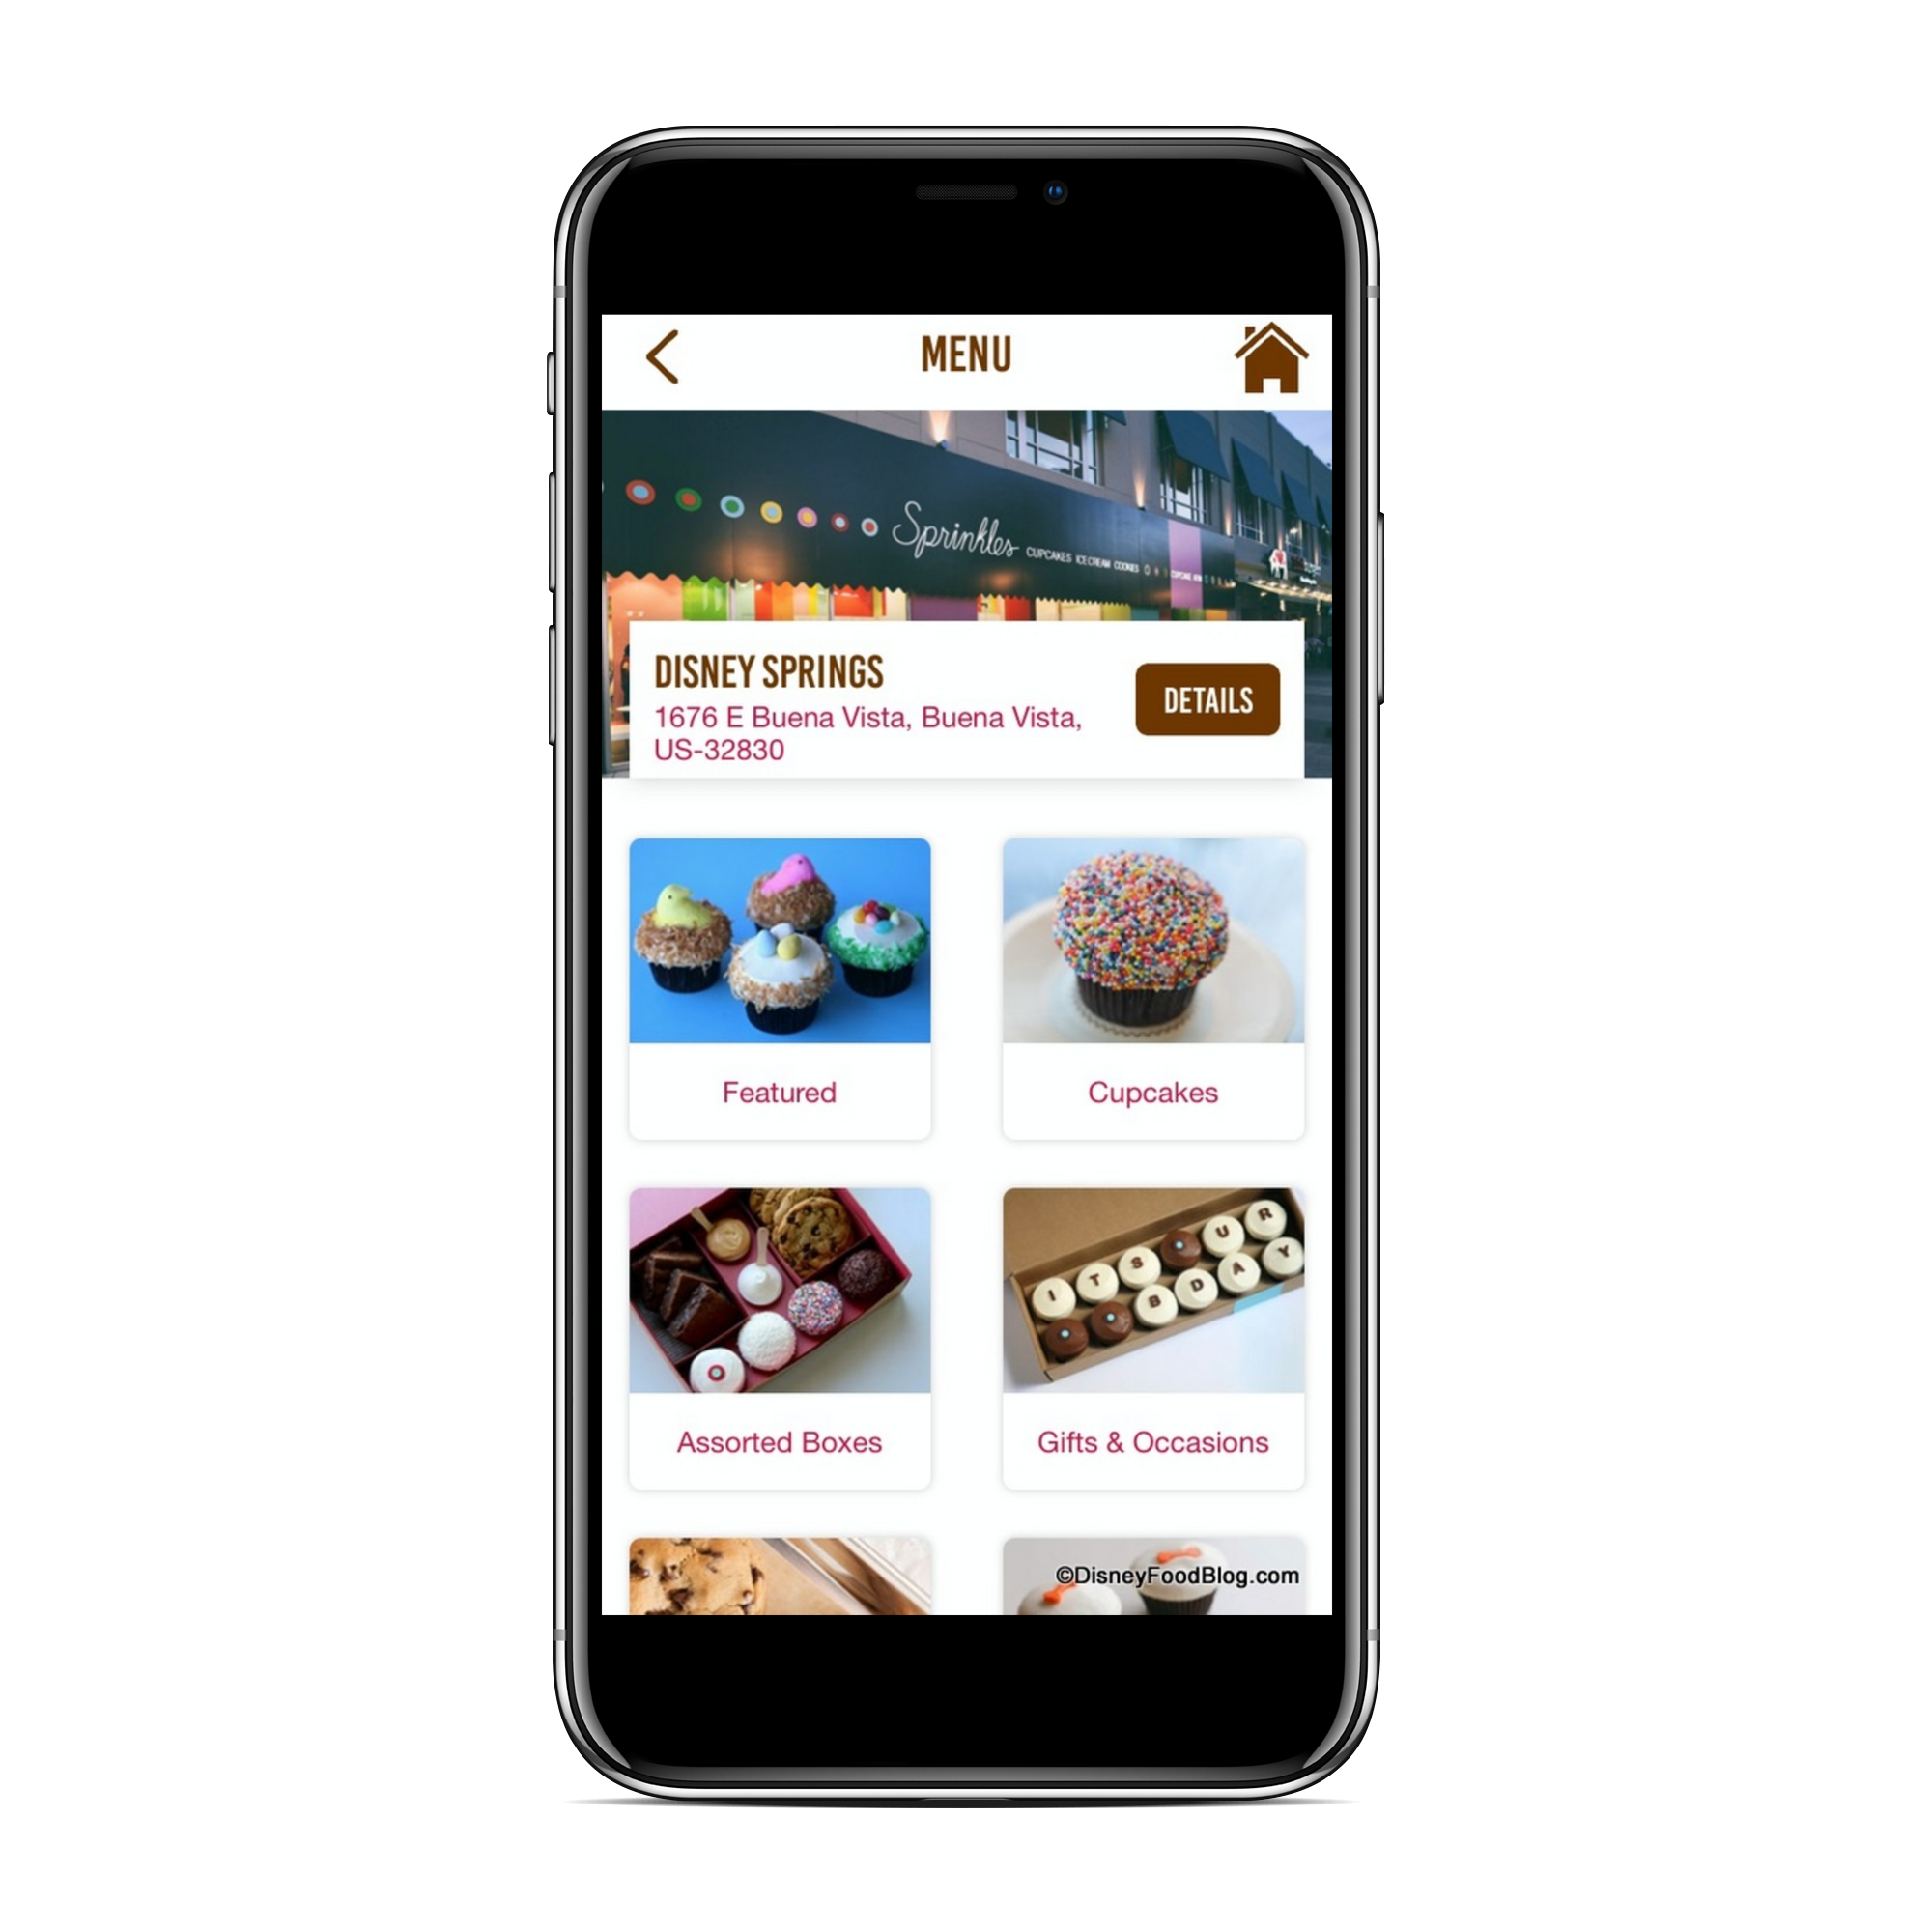 MENU
Sprinkles CUPCAKES ICE CREAM COOKIES
DISNEY SPRINGS
1676 E Buena Vista, Buena Vista,
US-32830
DETAILS
Featured
Cupcakes
I T S U R
B D A Y
Assorted Boxes
Gifts & Occasions
©DisneyFoodBlog.com